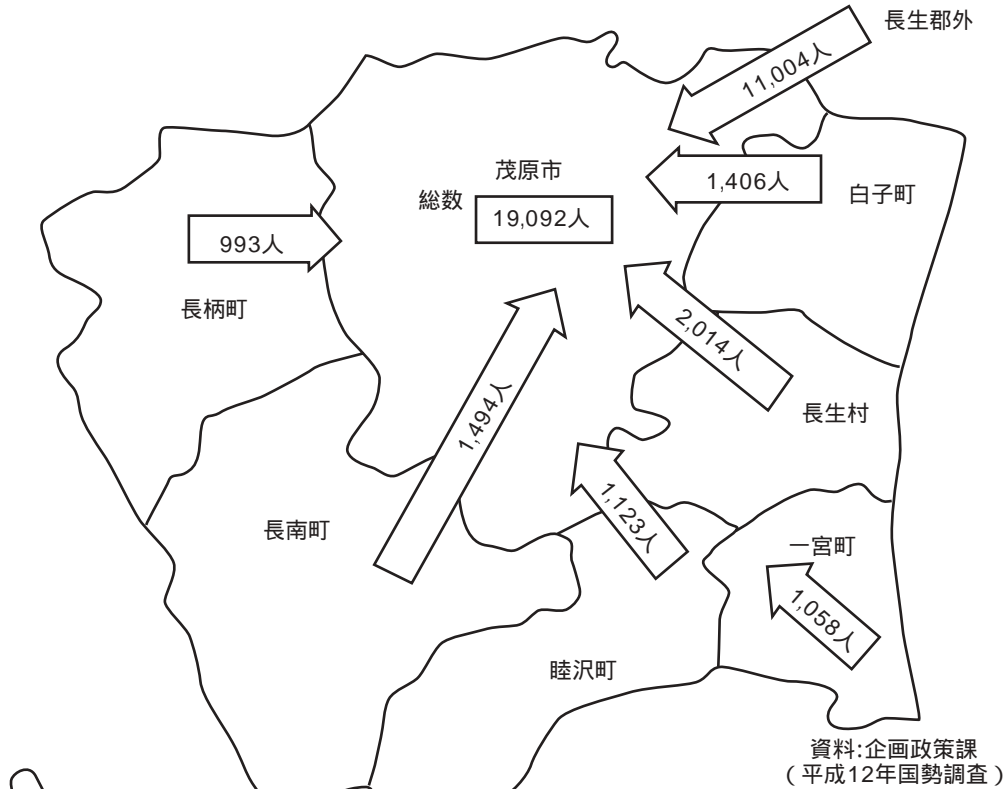 長生郡外
11,004人
茂原市
総数 19,092人
1,406人
白子町
993人
長柄町
2,014人
長生村
1,494人
長南町
1,123人
一宮町
1,058人
睦沢町
資料:企画政策課
(平成12年国勢調査)